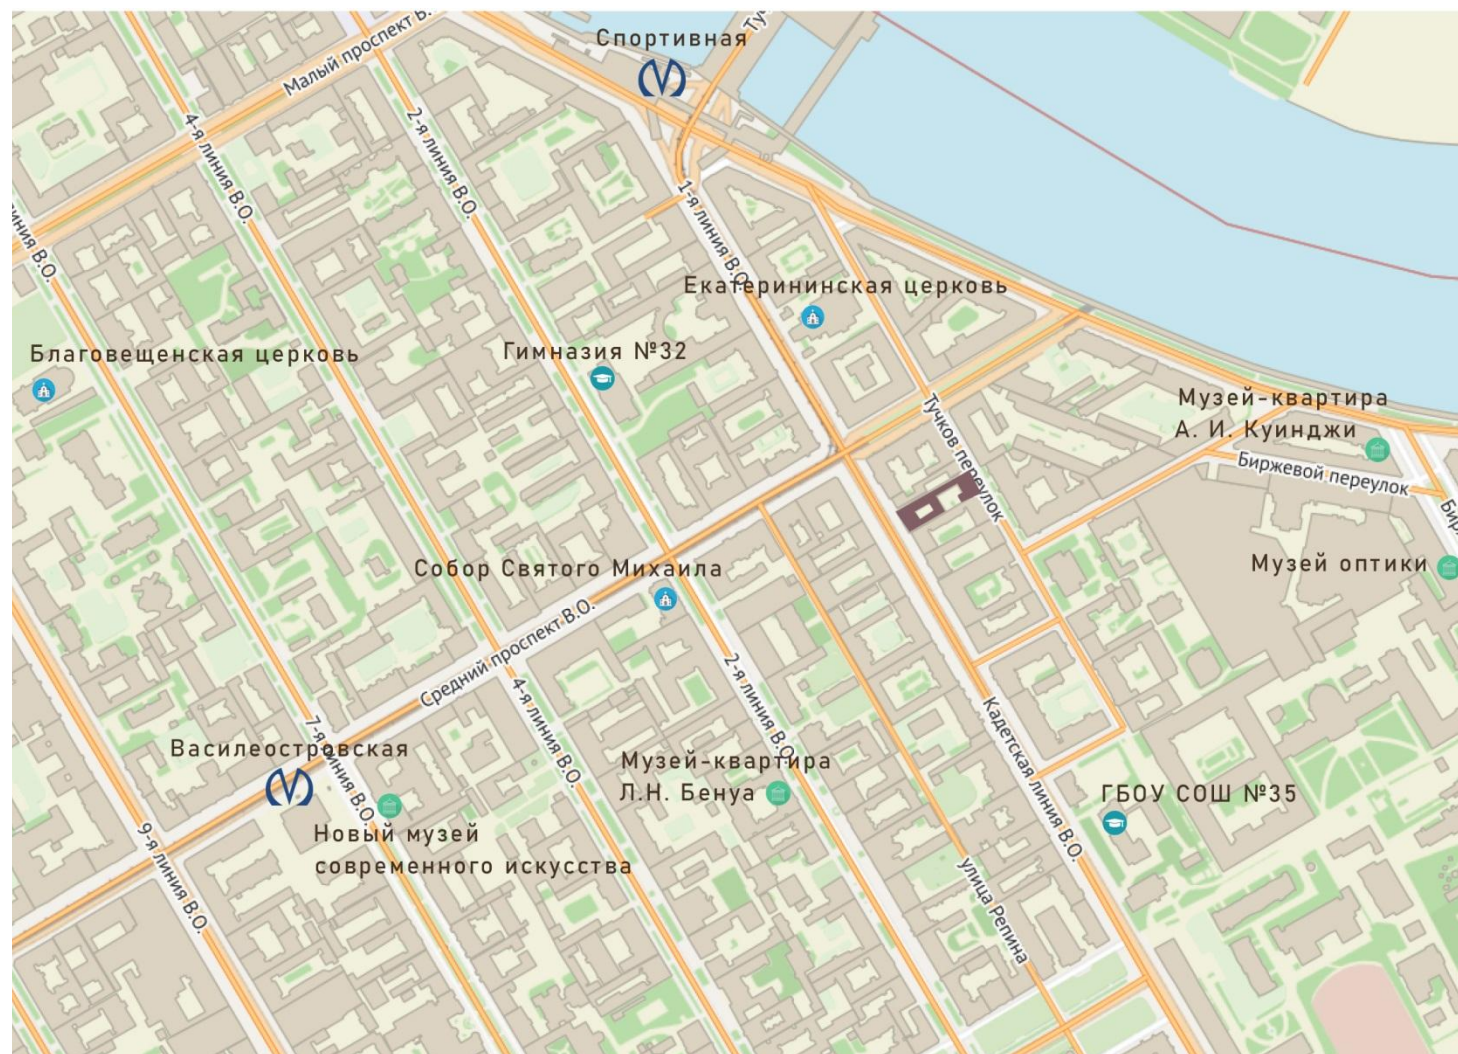 Спортивная
Малый проспект В.О.
4-я линия В.О.
2-я линия В.О.
1-я линия В.О.
линия В.О.
Екатерининская церковь
Благовещенская церковь
Гимназия №32
Тучков переулок
Музей-квартира
А. И. Куинджи
Биржевой переулок
Музей оптики
Собор Святого Михаила
Средний проспект В.О.
2-я линия В.О.
4-я линия В.О.
Кадетская линия В.О.
7-я линия В.О.
Василеостровская
Музей-квартира
Л.Н. Бенуа
ГБОУ СОШ №35
Новый музей
современного искусства
9-я линия В.О.
улица Репина